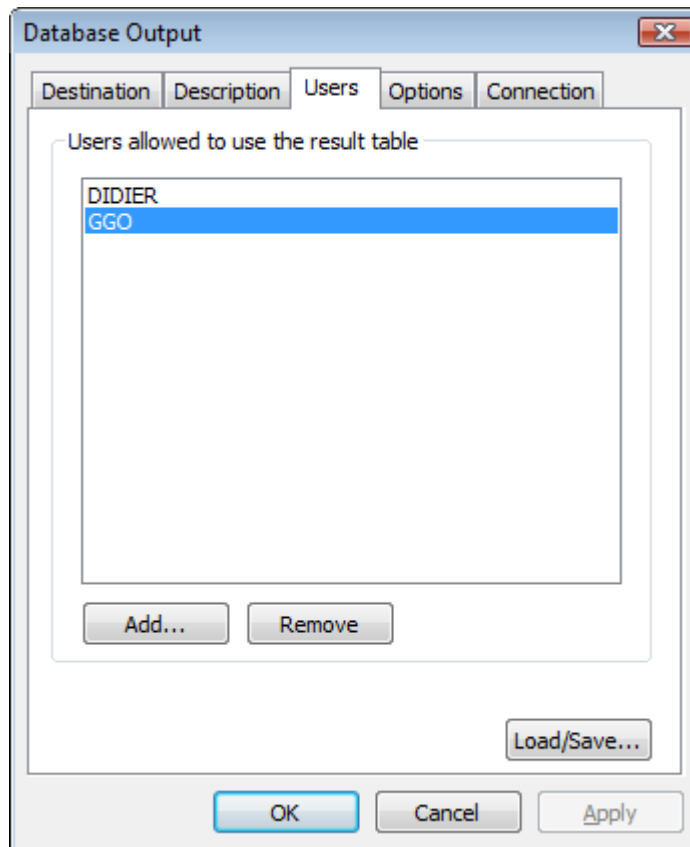 Database Output
Destination Description Users Options Connection
Users allowed to use the result table
DIDIER
GGO
Add... Remove
Load/Save...
OK Cancel Apply